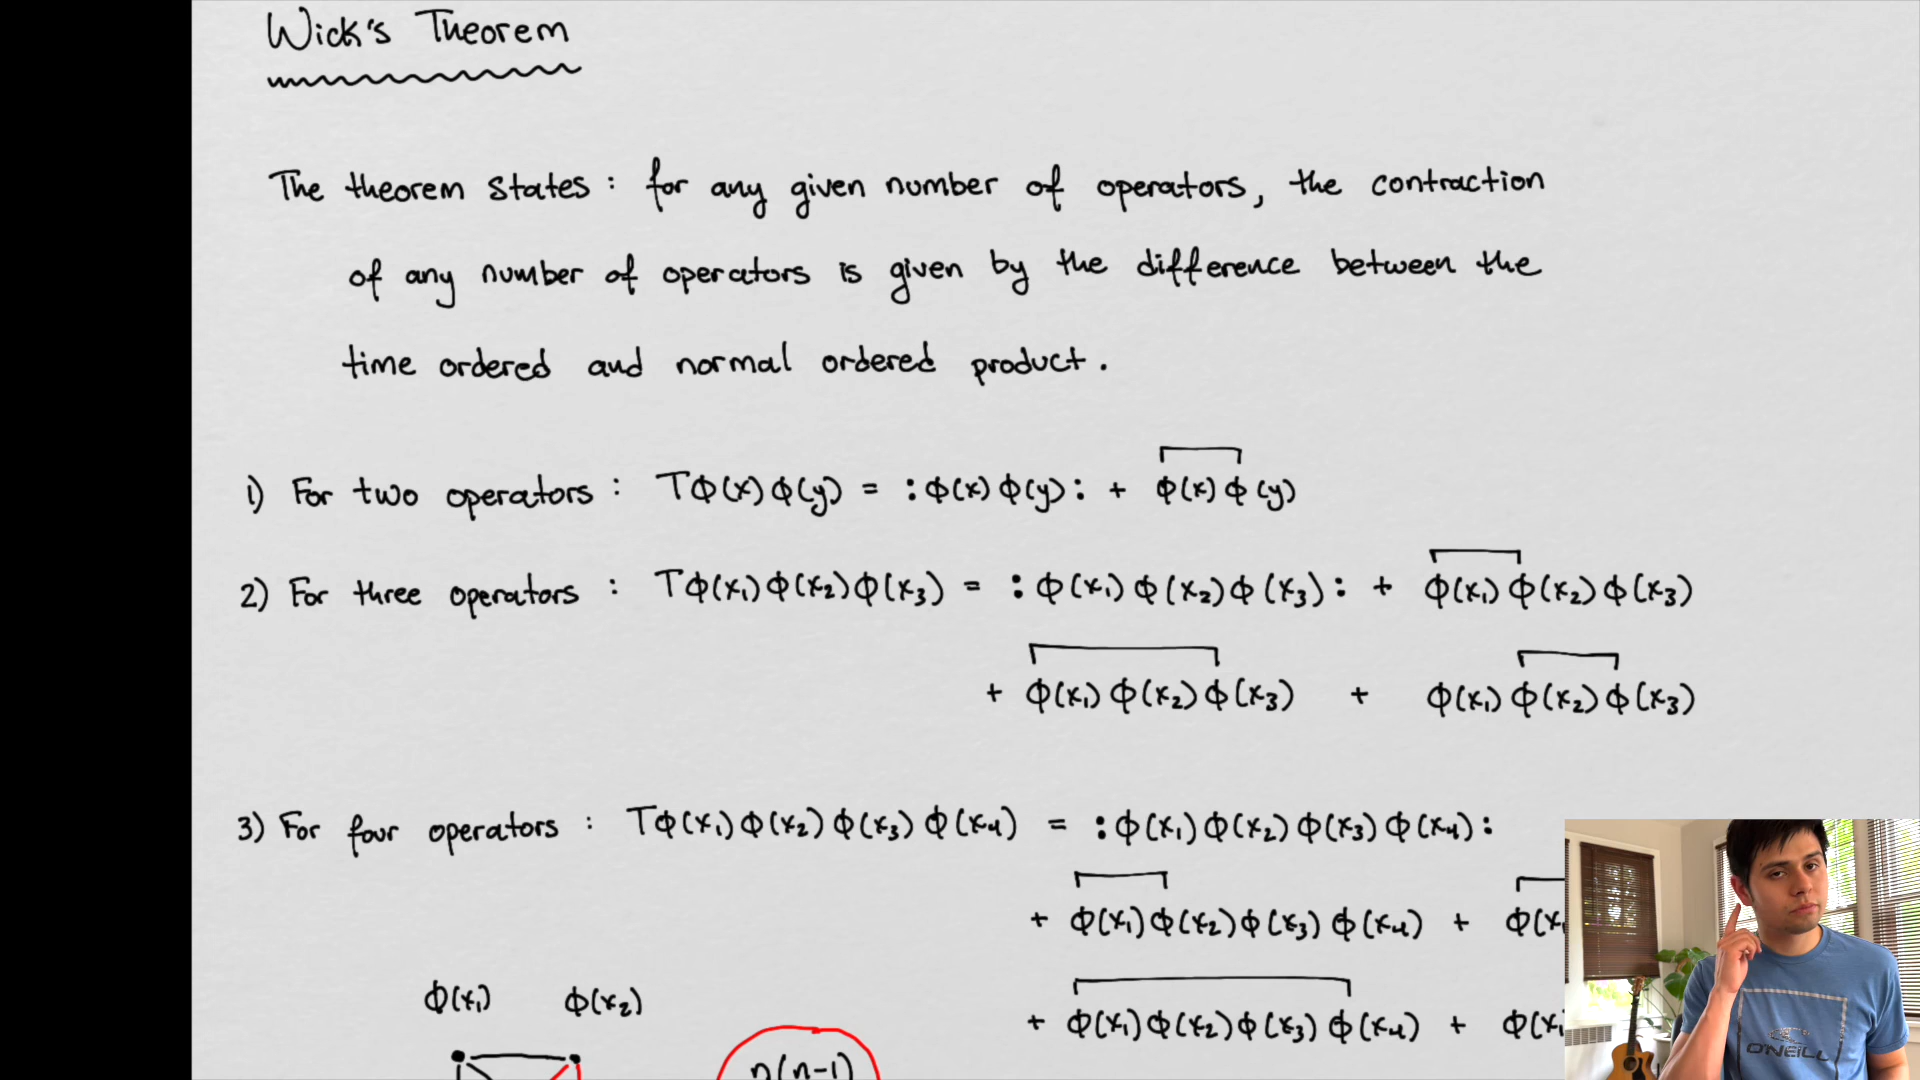 Wick's Theorem
The theorem states : for any given number of operators, the contraction
of any number of operators is given by the difference between the
time ordered and normal ordered product.
1) For two operators : Tϕ(x)ϕ(y) = :ϕ(x)ϕ(y): + ϕ(x)ϕ(y)
2) For three operators : Tϕ(x₁)ϕ(x₂)ϕ(x₃) = :ϕ(x₁)ϕ(x₂)ϕ(x₃): + ϕ(x₁)ϕ(x₂)ϕ(x₃)
+ ϕ(x₁)ϕ(x₂)ϕ(x₃) + ϕ(x₁)ϕ(x₂)ϕ(x₃)
3) For four operators : Tϕ(x₁)ϕ(x₂)ϕ(x₃)ϕ(x₄) = :ϕ(x₁)ϕ(x₂)ϕ(x₃)ϕ(x₄):
+ ϕ(x₁)ϕ(x₂)ϕ(x₃)ϕ(x₄) + ϕ(x
+ ϕ(x₁)ϕ(x₂)ϕ(x₃)ϕ(x₄) + ϕ(x
ϕ(x₁) ϕ(x₂)
n(n-1)
O'NEILL